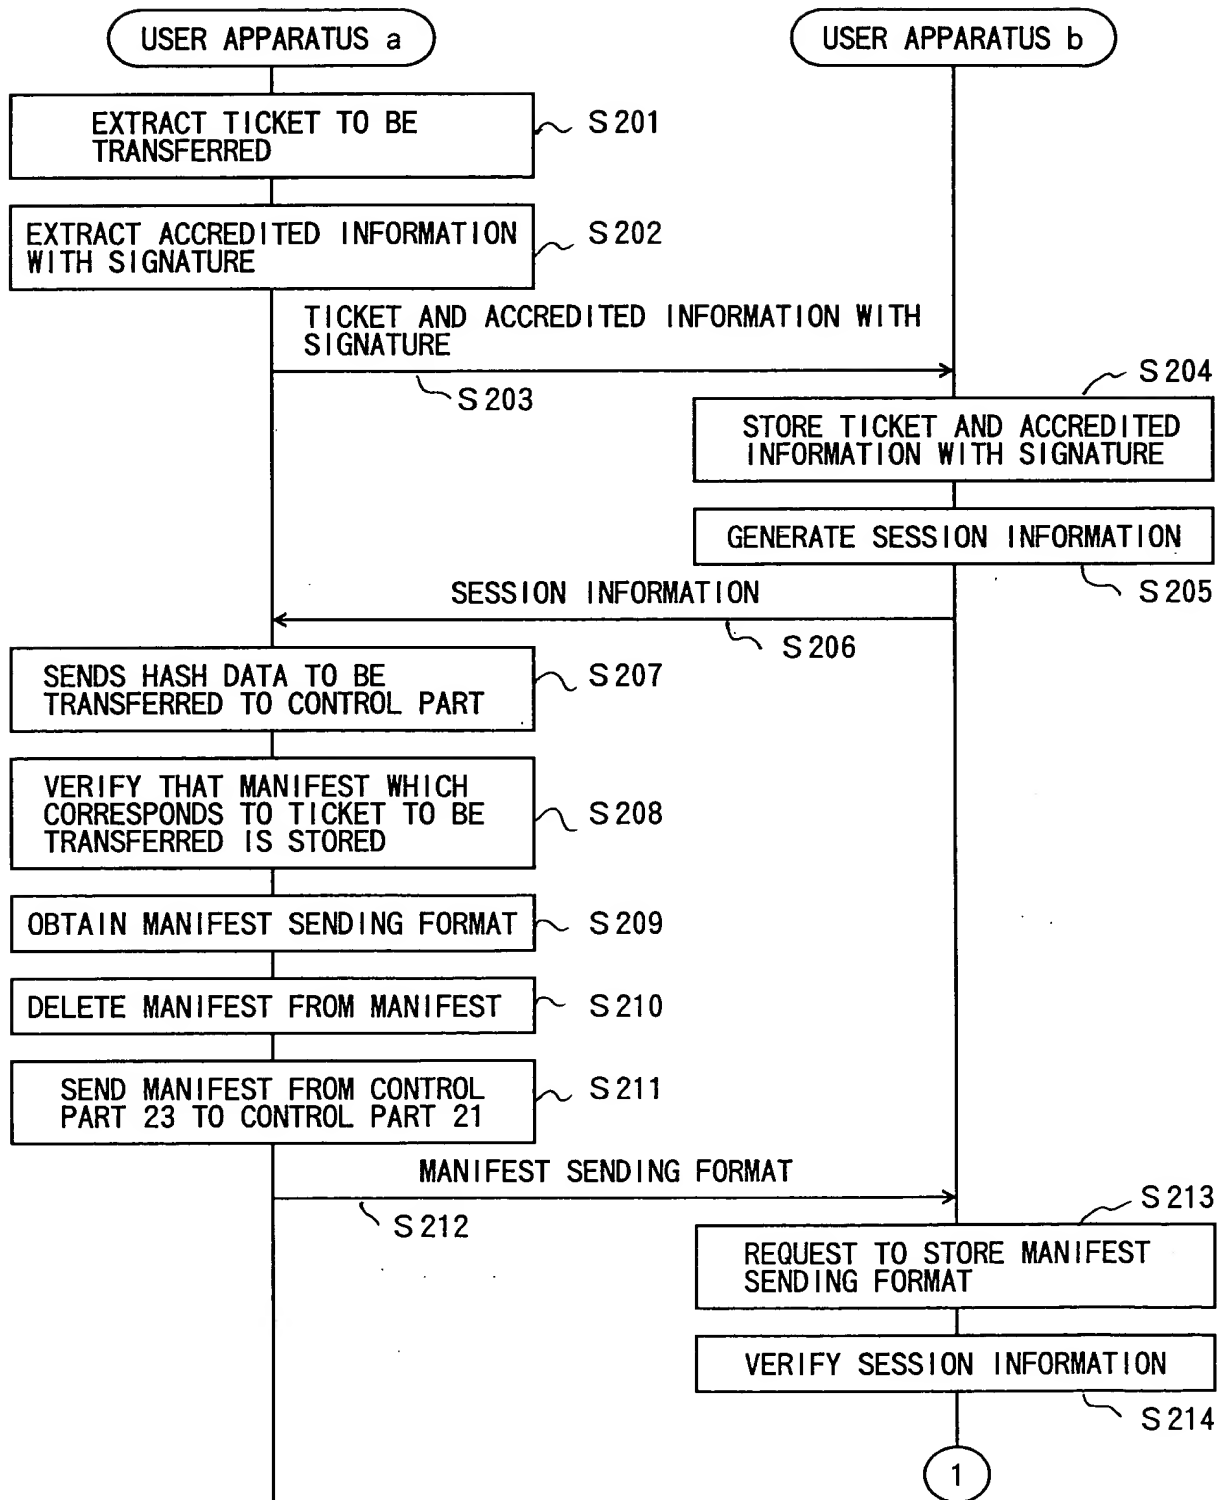 USER APPARATUS a
USER APPARATUS b
EXTRACT TICKET TO BE
TRANSFERRED
S201
EXTRACT ACCREDITED INFORMATION
WITH SIGNATURE
S202
TICKET AND ACCREDITED INFORMATION WITH
SIGNATURE
S203
S204
STORE TICKET AND ACCREDITED
INFORMATION WITH SIGNATURE
GENERATE SESSION INFORMATION
S205
SESSION INFORMATION
S206
SENDS HASH DATA TO BE
TRANSFERRED TO CONTROL PART
S207
VERIFY THAT MANIFEST WHICH
CORRESPONDS TO TICKET TO BE
TRANSFERRED IS STORED
S208
OBTAIN MANIFEST SENDING FORMAT
S209
DELETE MANIFEST FROM MANIFEST
S210
SEND MANIFEST FROM CONTROL
PART 23 TO CONTROL PART 21
S211
MANIFEST SENDING FORMAT
S212
S213
REQUEST TO STORE MANIFEST
SENDING FORMAT
VERIFY SESSION INFORMATION
S214
1